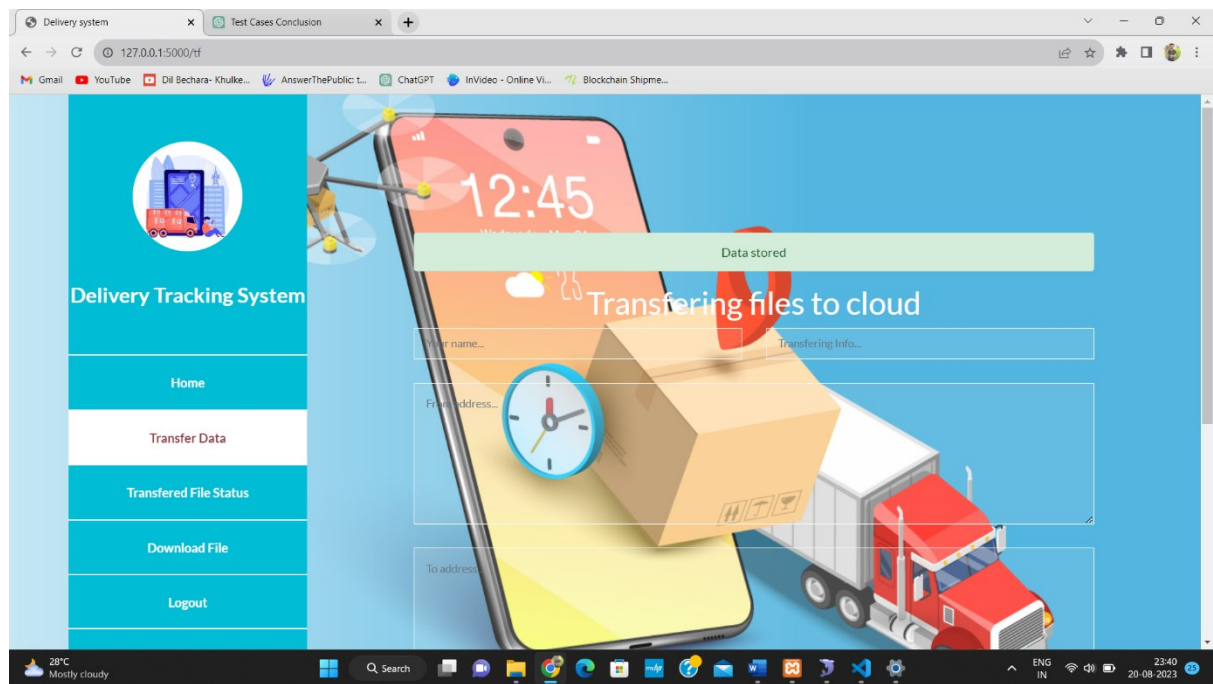 Delivery system
Test Cases Conclusion
127.0.0.1:5000/tf
Gmail
YouTube
Dil Bechara- Khulke...
AnswerThePublic: t...
ChatGPT
InVideo - Online Vi...
Blockchain Shipme...
12:45
Data stored
Delivery Tracking System
Transfering files to cloud
Your name...
Transfering Info...
Home
From address...
Transfer Data
Transfered File Status
Download File
To address...
Logout
28°C
Mostly cloudy
Search
ENG
IN
23:40
20-08-2023
25